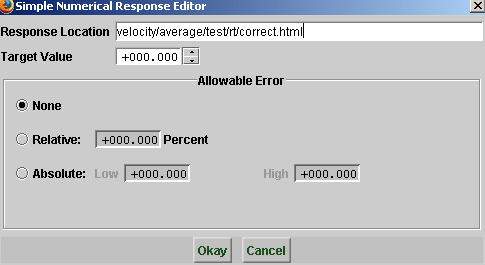 Simple Numerical Response Editor
Response Location velocity/average/test/rt/correct.html
Target Value +000.000
Allowable Error
None
Relative: +000.000 Percent
Absolute: Low +000.000 High +000.000
Okay Cancel